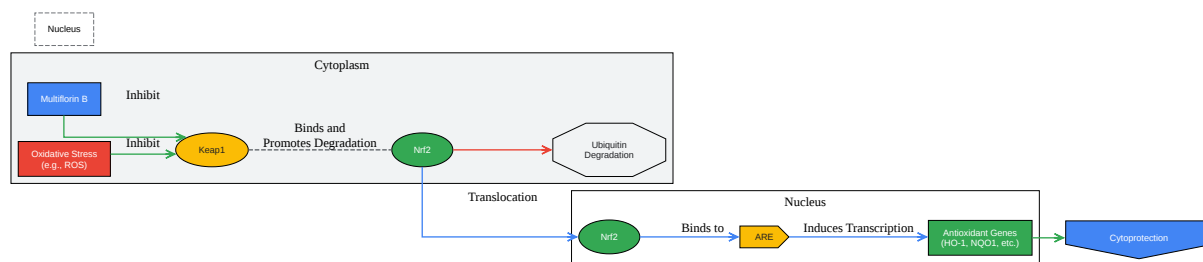 Nucleus
Cytoplasm
Multiflorin B
Inhibit
Oxidative Stress
(e.g., ROS)
Inhibit
Keap1
Binds and
Promotes Degradation
Nrf2
Ubiquitin
Degradation
Translocation
Nucleus
Nrf2
Binds to
ARE
Induces Transcription
Antioxidant Genes
(HO-1, NQO1, etc.)
Cytoprotection